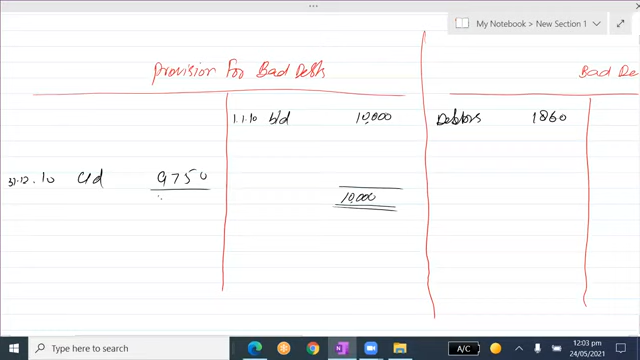 My Notebook > New Section 1
Provision For Bad Debts
Bad De
1.1.10 b/d 10,000
Debtors 1860
31.12.10 c/d 9750
10,000
Type here to search
A/C
12:03 pm
24/05/2021